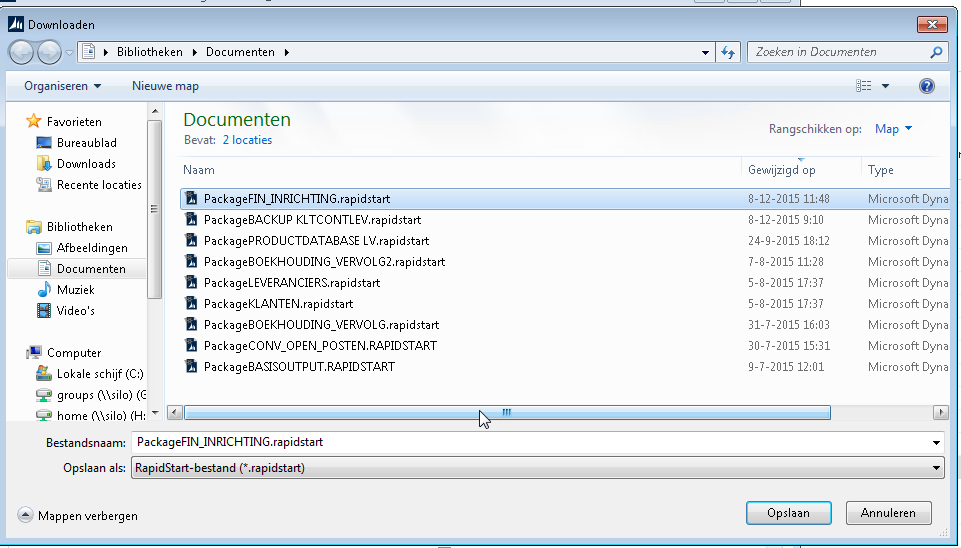 Downloaden
Bibliotheken Documenten
Zoeken in Documenten
Organiseren Nieuwe map
Favorieten
Bureaublad
Downloads
Recente locaties
Bibliotheken
Afbeeldingen
Documenten
Muziek
Video's
Computer
Lokale schijf (C:)
groups (\\silo) (G
home (\\silo) (H:
Documenten
Bevat: 2 locaties
Rangschikken op: Map
Naam Gewijzigd op Type
PackageFIN_INRICHTING.rapidstart 8-12-2015 11:48 Microsoft Dyna
PackageBACKUP KLTCONTLEV.rapidstart 8-12-2015 9:10 Microsoft Dyna
PackagePRODUCTDATABASE LV.rapidstart 24-9-2015 18:12 Microsoft Dyna
PackageBOEKHOUDING_VERVOLG2.rapidstart 7-8-2015 11:28 Microsoft Dyna
PackageLEVERANCIERS.rapidstart 5-8-2015 17:37 Microsoft Dyna
PackageKLANTEN.rapidstart 5-8-2015 17:37 Microsoft Dyna
PackageBOEKHOUDING_VERVOLG.rapidstart 31-7-2015 16:03 Microsoft Dyna
PackageCONV_OPEN_POSTEN.RAPIDSTART 30-7-2015 15:31 Microsoft Dyna
PackageBASISOUTPUT.RAPIDSTART 9-7-2015 12:01 Microsoft Dyna
Bestandsnaam: PackageFIN_INRICHTING.rapidstart
Opslaan als: RapidStart-bestand (*.rapidstart)
Mappen verbergen
Opslaan Annuleren